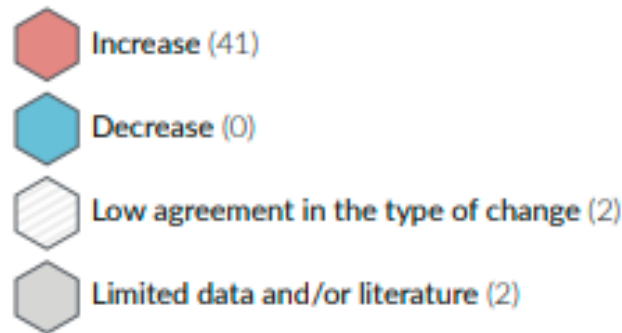 Increase (41)
Decrease (0)
Low agreement in the type of change (2)
Limited data and/or literature (2)